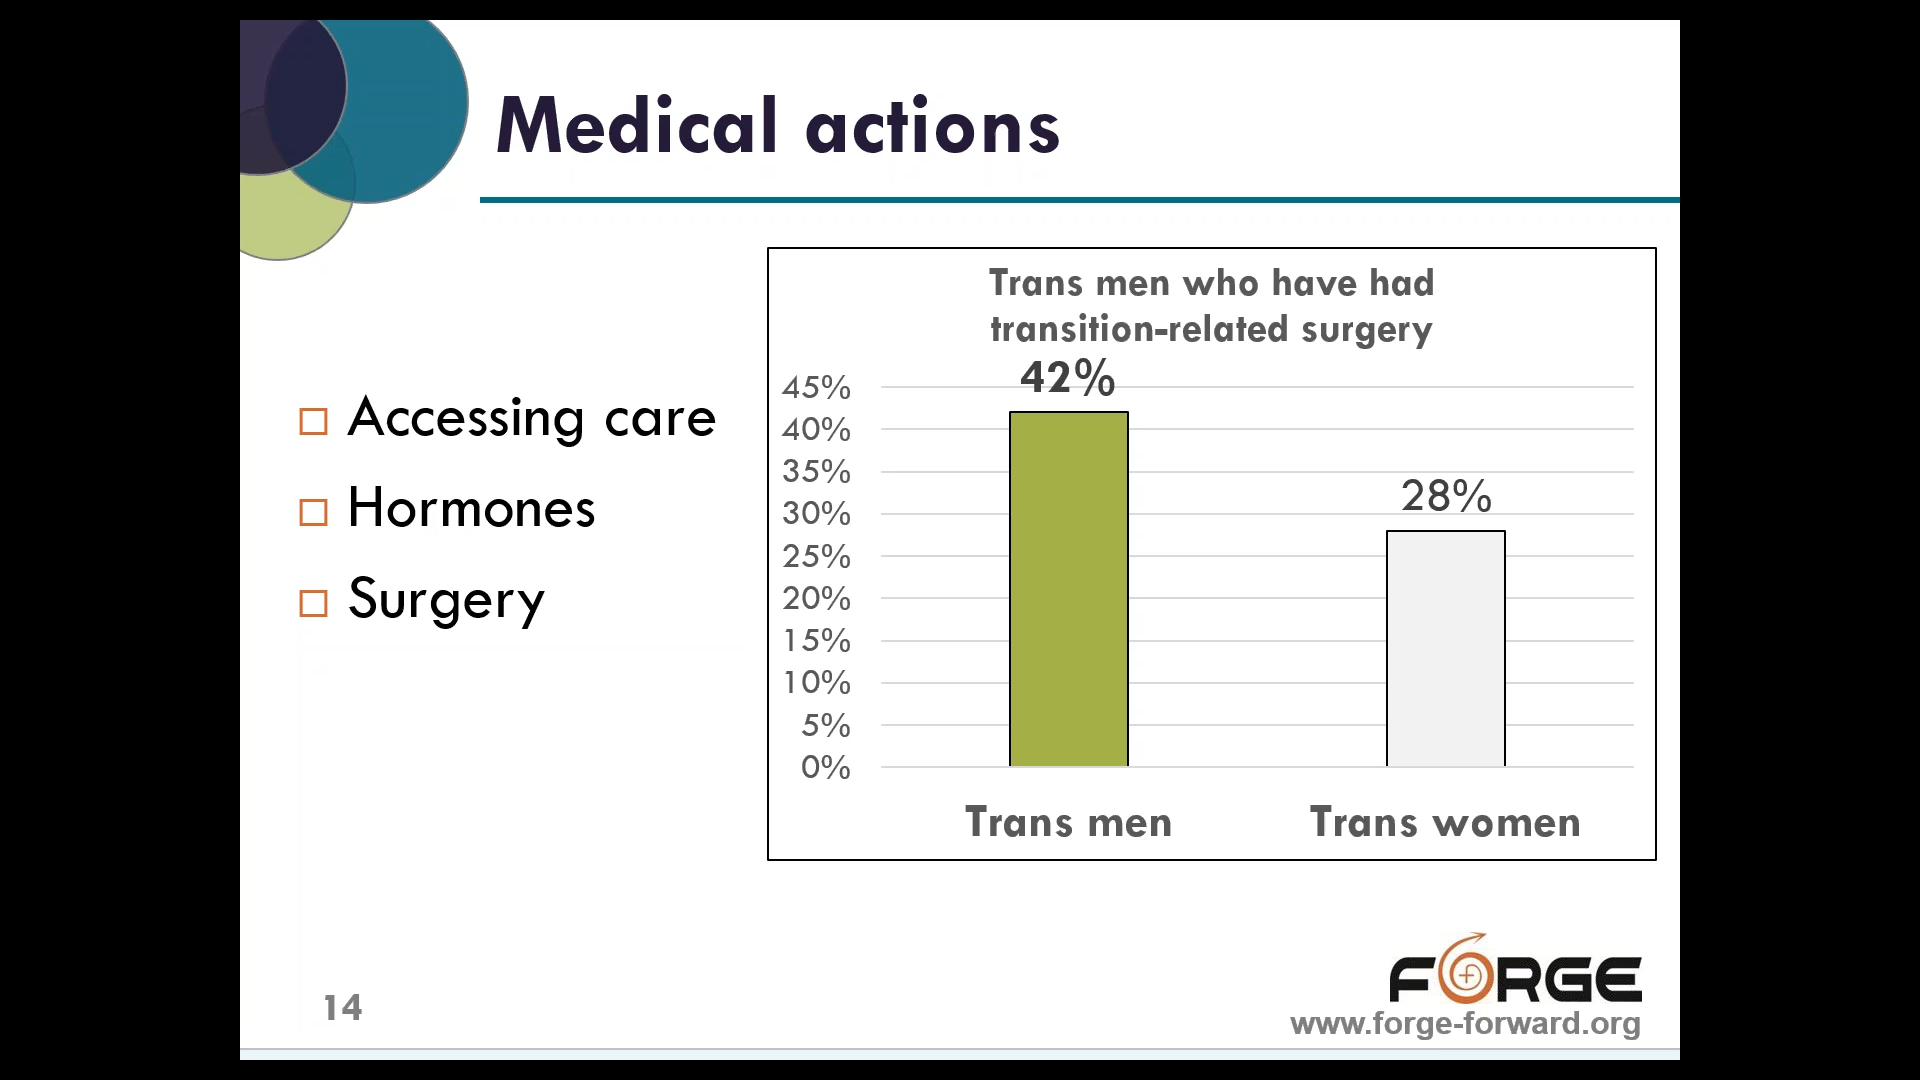 Medical actions
Accessing care
Hormones
Surgery
Trans men who have had
transition-related surgery
45%
40%
35%
30%
25%
20%
15%
10%
5%
0%
42%
28%
Trans men
Trans women
14
FORGE
www.forge-forward.org